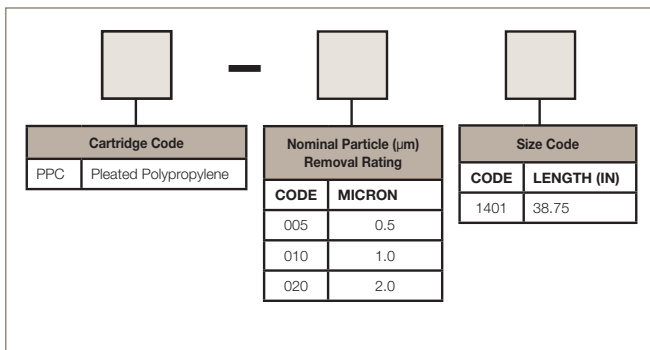 –
Cartridge Code
PPC Pleated Polypropylene
Nominal Particle (μm)
Removal Rating
CODE MICRON
005 0.5
010 1.0
020 2.0
Size Code
CODE LENGTH (IN)
1401 38.75